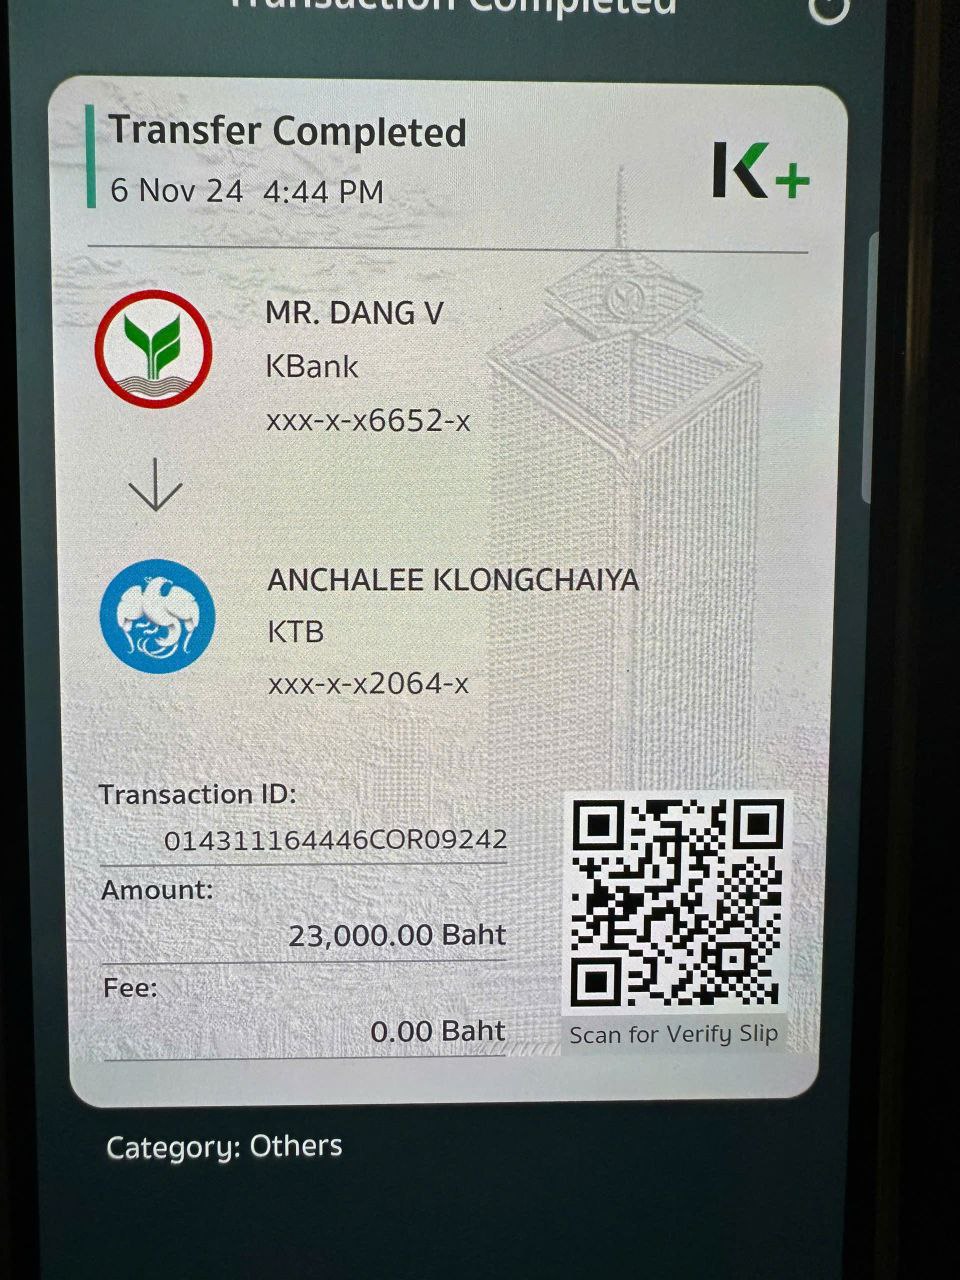 Transaction Completed
Transfer Completed
6 Nov 24 4:44 PM
K+
MR. DANG V
KBank
xxx-x-x6652-x
ANCHALEE KLONGCHAIYA
KTB
xxx-x-x2064-x
Transaction ID:
014311164446COR09242
Amount:
23,000.00 Baht
Fee:
0.00 Baht
Scan for Verify Slip
Category: Others